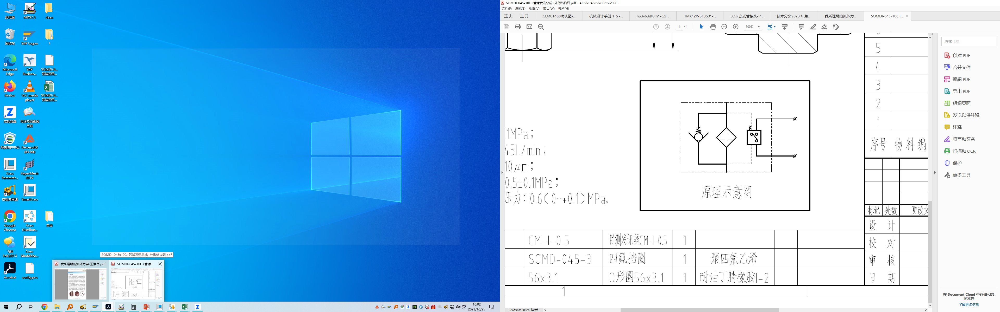 此电脑
MDS7.5
daan
回收站
SAP Logon
1
Microsoft
Edge
SAP
Busines...
SOMDI-0...
管滤发讯...
Firefox
VLC media
player
SOMDI-0...
管滤发讯...
挖机网盘
电话号码查询
系统
终端防护中心
DewesoftX
(64-bit)
Creo
Parametr...
HyperMesh
2019
挖机内网通
SmartCreo
Google
Chrome
Creo
Distribut...
备份
飞秋
FeiQ2013
Creo
Modelche...
Acrobat
config.pro
SOMDI-045x10C+管滤发讯总成+外形结构图.pdf
我所理解的流体力学-王洪伟.pdf
SOMDI-045x10C+管滤...
英
16:02
2023/10/25
SOMDI-045x10C+管滤发讯总成+外形结构图.pdf - Adobe Acrobat Pro 2020
文件(F) 编辑(E) 视图(V) 窗口(W) 帮助(H)
主页 工具 CLM01400确认图-... 机械设计手册 1_5 -... hp3v63dt0rh1-c2s... HMX12R-B13501-... EO卡套式管接头-P... 技术分会2023 年兼... 我所理解的流体力... SOMDI-045x10C+... ×
1 / 1
300%
5
4
3
2
1
序号 物料编
标记 处数 更改文
设 计
校 对
审 核
日 期
11MPa；
45L/min；
10μm；
0.5±0.1MPa；
压力：0.6(0~+0.1)MPa。
原理示意图
CM-I-0.5 目测发讯器CM-I-0.5 1
SOMD-045-3 四氟挡圈 1 聚四氟乙烯
56x3.1 O形圈56x3.1 1 耐油丁腈橡胶I-2
1
29.698 x 20.999 厘米
搜索工具
创建 PDF
合并文件
编辑 PDF
导出 PDF
组织页面
发送以供注释
注释
填写和签名
扫描和 OCR
保护
更多工具
在 Document Cloud 中存储和共
享文件
了解更多信息